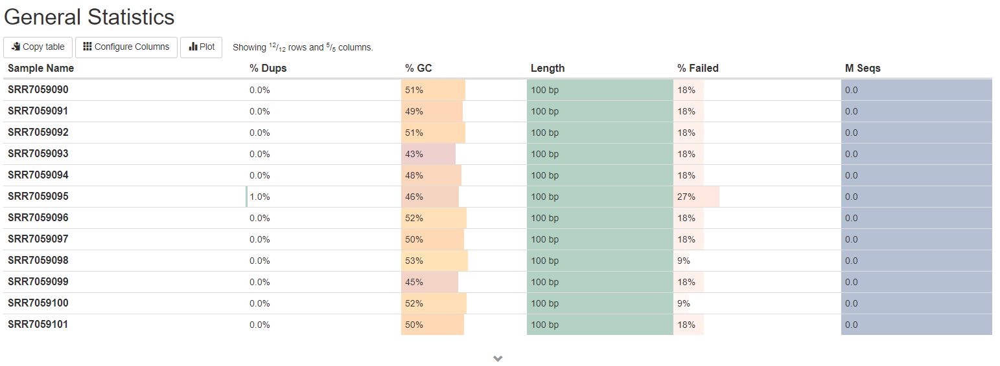 General Statistics
Copy table Configure Columns Plot Showing 12/12 rows and 5/5 columns.
Sample Name % Dups % GC Length % Failed M Seqs
SRR7059090 0.0% 51% 100 bp 18% 0.0
SRR7059091 0.0% 49% 100 bp 18% 0.0
SRR7059092 0.0% 51% 100 bp 18% 0.0
SRR7059093 0.0% 43% 100 bp 18% 0.0
SRR7059094 0.0% 48% 100 bp 18% 0.0
SRR7059095 1.0% 46% 100 bp 27% 0.0
SRR7059096 0.0% 52% 100 bp 18% 0.0
SRR7059097 0.0% 50% 100 bp 18% 0.0
SRR7059098 0.0% 53% 100 bp 9% 0.0
SRR7059099 0.0% 45% 100 bp 18% 0.0
SRR7059100 0.0% 52% 100 bp 9% 0.0
SRR7059101 0.0% 50% 100 bp 18% 0.0